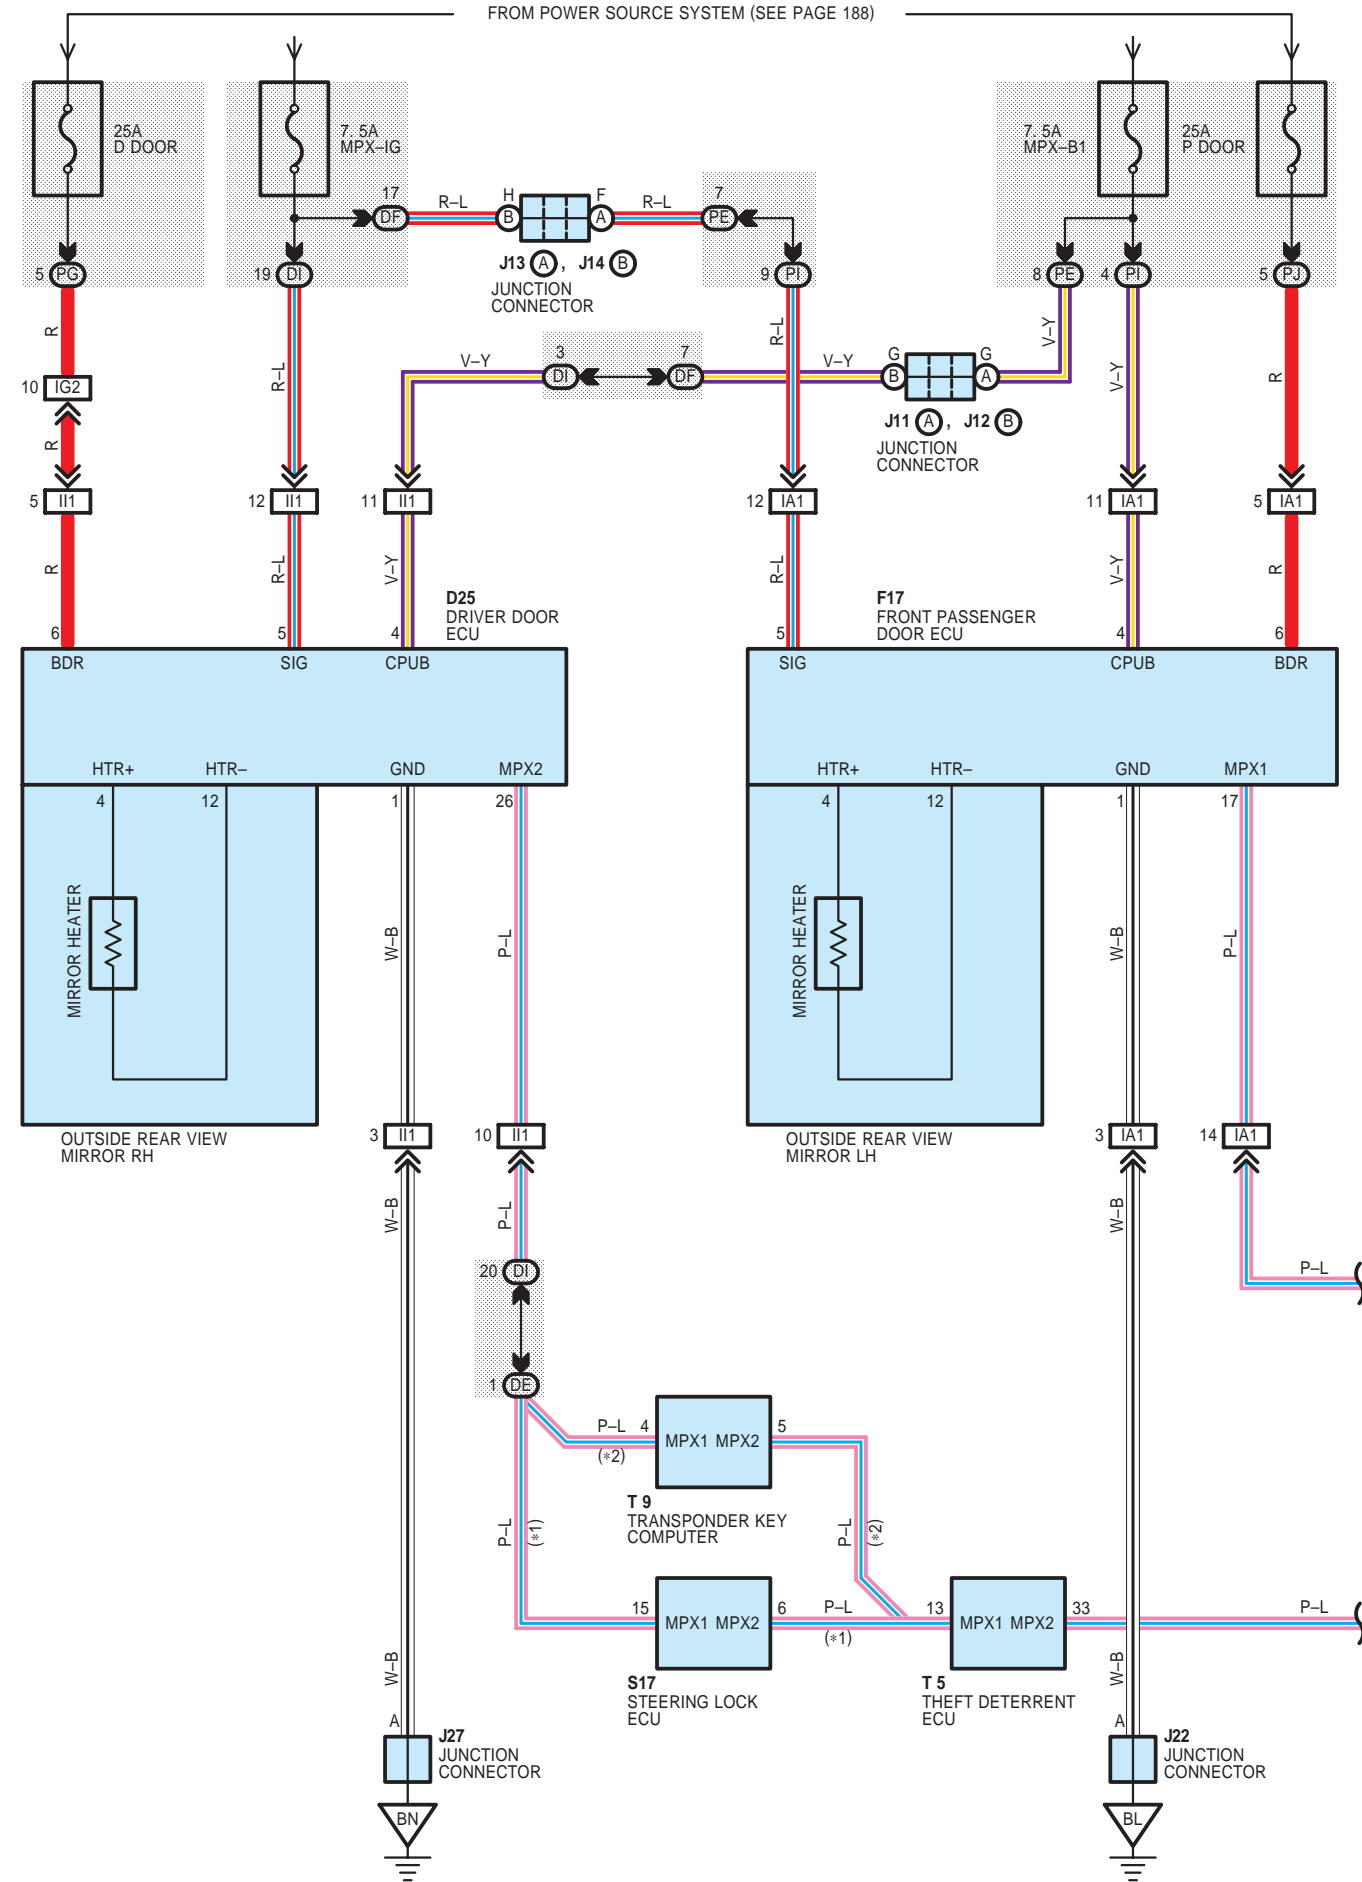 FROM POWER SOURCE SYSTEM (SEE PAGE 188)
25A
D DOOR
7. 5A
MPX–IG
7. 5A
MPX–B1
25A
P DOOR
17
DF
R–L
H
B
F
A
R–L
7
PE
5
PG
19
DI
J13 A , J14 B
JUNCTION
CONNECTOR
9
PI
8
PE
4
PI
5
PJ
R
R–L
R–L
V–Y
V–Y
R
10
IG2
V–Y
3
DI
7
DF
V–Y
G
B
G
A
J11 A , J12 B
JUNCTION
CONNECTOR
R
5
II1
12
II1
11
II1
12
IA1
11
IA1
5
IA1
R
R–L
V–Y
R–L
V–Y
R
D25
DRIVER DOOR
ECU
F17
FRONT PASSENGER
DOOR ECU
6
5
4
5
4
6
BDR
SIG
CPUB
SIG
CPUB
BDR
HTR+
HTR–
GND
MPX2
HTR+
HTR–
GND
MPX1
4
12
1
26
4
12
1
17
MIRROR HEATER
W–B
P–L
MIRROR HEATER
W–B
P–L
3
II1
10
II1
3
IA1
14
IA1
OUTSIDE REAR VIEW
MIRROR RH
OUTSIDE REAR VIEW
MIRROR LH
W–B
P–L
W–B
20
DI
P–L
1
DE
P–L
(*2)
4
MPX1 MPX2
5
T 9
TRANSPONDER KEY
COMPUTER
P–L
(*1)
P–L
(*2)
15
MPX1 MPX2
6
P–L
(*1)
13
MPX1 MPX2
33
P–L
S17
STEERING LOCK
ECU
T 5
THEFT DETERRENT
ECU
W–B
W–B
A
J27
JUNCTION
CONNECTOR
A
J22
JUNCTION
CONNECTOR
BN
BL